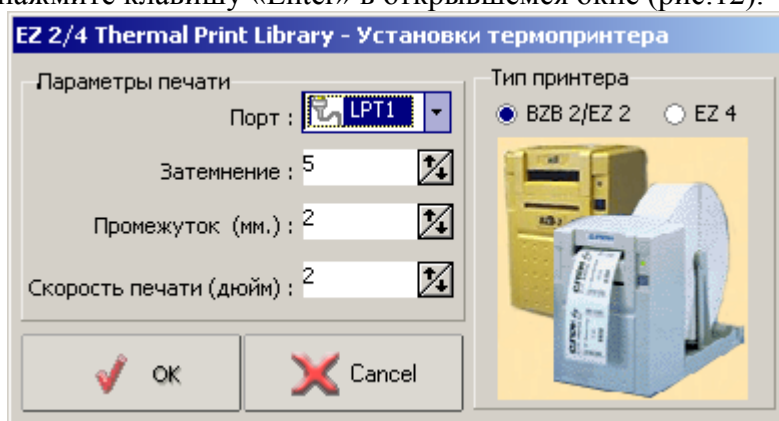 нажмите клавишу «Enter» в открывшемся окне (рис.12).
EZ 2/4 Thermal Print Library - Установки термопринтера
Параметры печати
Порт : LPT1
Затемнение : 5
Промежуток (мм.) : 2
Скорость печати (дюйм) : 2
OK
Cancel
Тип принтера
BZB 2/EZ 2
EZ 4